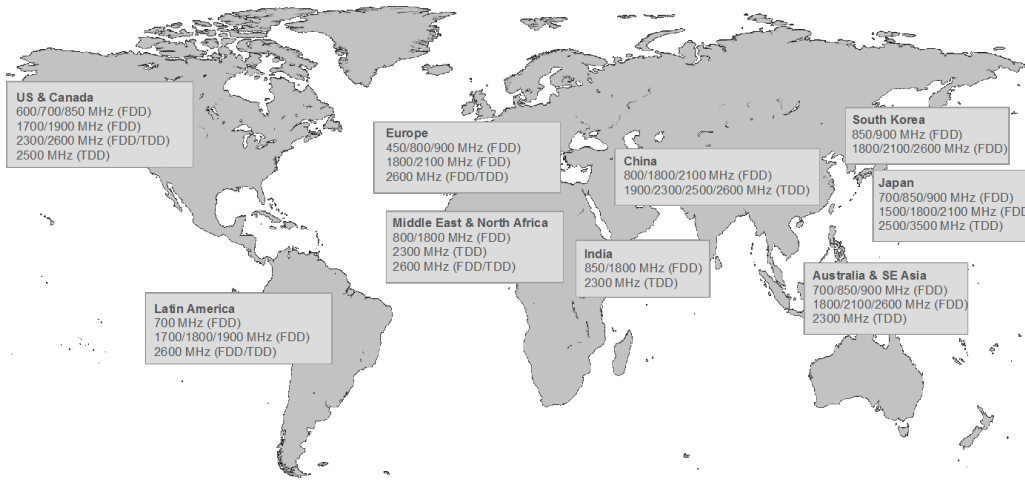 US & Canada
600/700/850 MHz (FDD)
1700/1900 MHz (FDD)
2300/2600 MHz (FDD/TDD)
2500 MHz (TDD)
Europe
450/800/900 MHz (FDD)
1800/2100 MHz (FDD)
2600 MHz (FDD/TDD)
China
800/1800/2100 MHz (FDD)
1900/2300/2500/2600 MHz (TDD)
South Korea
850/900 MHz (FDD)
1800/2100/2600 MHz (FDD)
Japan
700/850/900 MHz (FDD)
1500/1800/2100 MHz (FDD
2500/3500 MHz (TDD)
Middle East & North Africa
800/1800 MHz (FDD)
2300 MHz (TDD)
2600 MHz (FDD/TDD)
India
850/1800 MHz (FDD)
2300 MHz (TDD)
Australia & SE Asia
700/850/900 MHz (FDD)
1800/2100/2600 MHz (FDD)
2300 MHz (TDD)
Latin America
700 MHz (FDD)
1700/1800/1900 MHz (FDD)
2600 MHz (FDD/TDD)